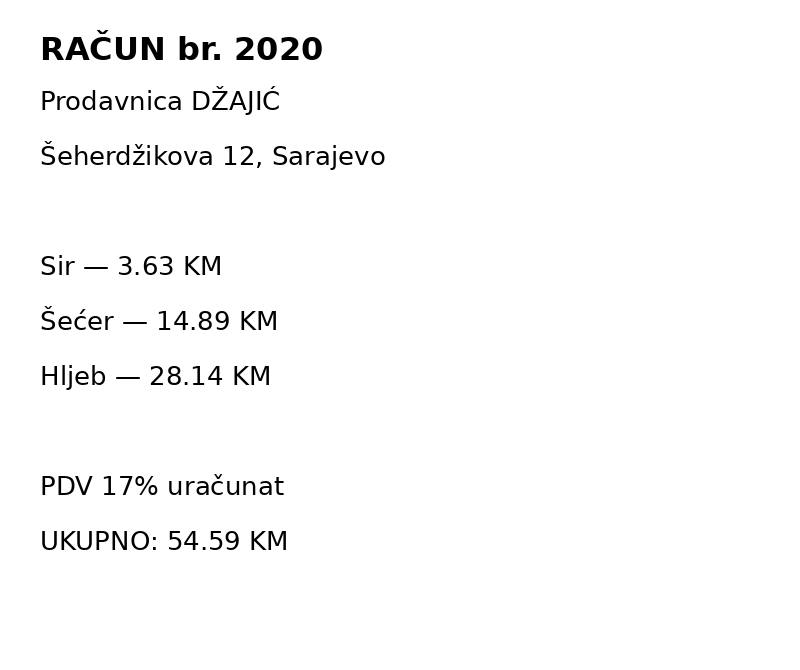 RAČUN br. 2020
Prodavnica DŽAJIĆ
Šeherdžikova 12, Sarajevo
Sir — 3.63 KM
Šećer — 14.89 KM
Hljeb — 28.14 KM
PDV 17% uračunat
UKUPNO: 54.59 KM